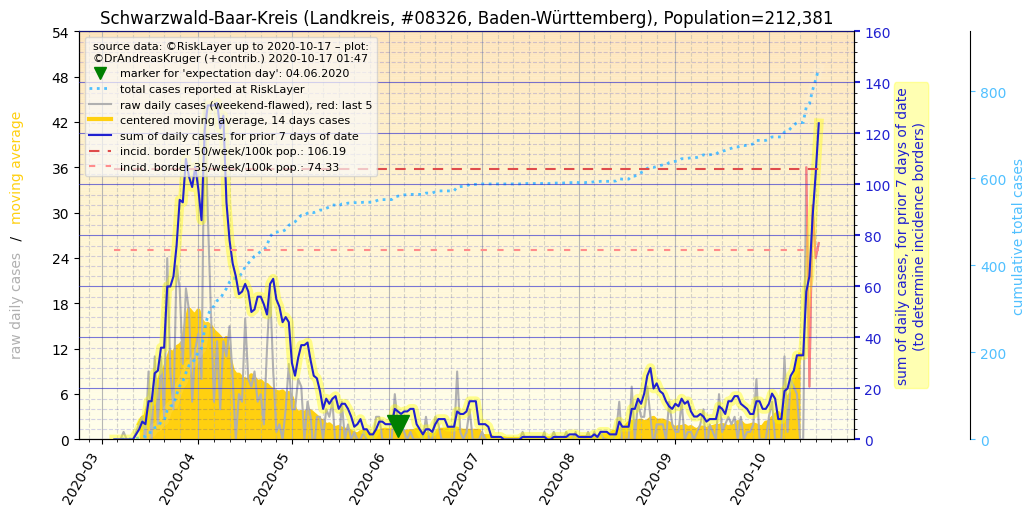 Schwarzwald-Baar-Kreis (Landkreis, #08326, Baden-Württemberg), Population=212,381
source data: ©RiskLayer up to 2020-10-17 – plot:
©DrAndreasKruger (+contrib.) 2020-10-17 01:47
marker for 'expectation day': 04.06.2020
total cases reported at RiskLayer
raw daily cases (weekend-flawed), red: last 5
centered moving average, 14 days cases
sum of daily cases, for prior 7 days of date
incid. border 50/week/100k pop.: 106.19
incid. border 35/week/100k pop.: 74.33
raw daily cases / moving average
54
48
42
36
30
24
18
12
6
0
2020-03
2020-04
2020-05
2020-06
2020-07
2020-08
2020-09
2020-10
160
140
120
100
80
60
40
20
0
sum of daily cases, for prior 7 days of date
(to determine incidence borders)
800
600
400
200
0
cumulative total cases